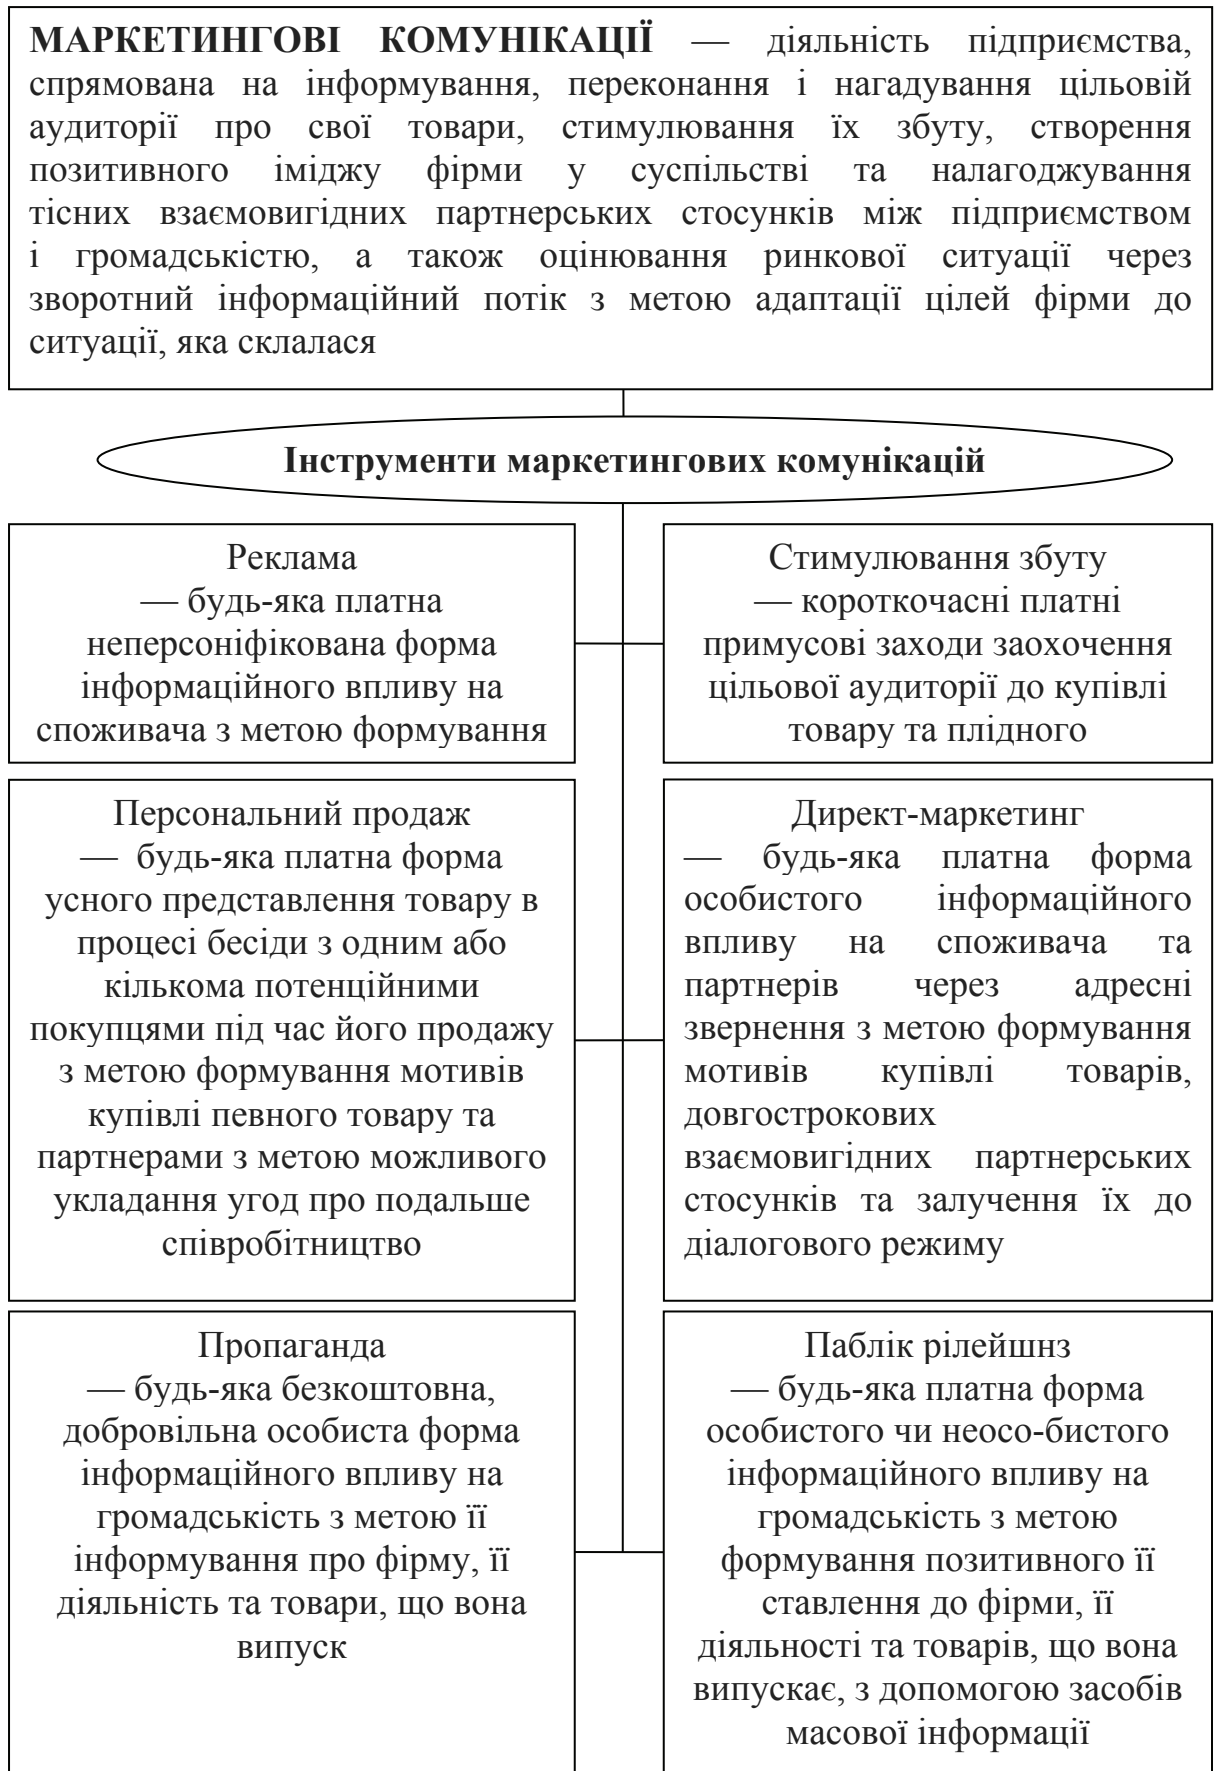 МАРКЕТИНГОВІ КОМУНІКАЦІЇ — діяльність підприємства,
спрямована на інформування, переконання і нагадування цільовій
аудиторії про свої товари, стимулювання їх збуту, створення
позитивного іміджу фірми у суспільстві та налагоджування
тісних взаємовигідних партнерських стосунків між підприємством
і громадськістю, а також оцінювання ринкової ситуації через
зворотний інформаційний потік з метою адаптації цілей фірми до
ситуації, яка склалася
Інструменти маркетингових комунікацій
Реклама
— будь-яка платна
неперсоніфікована форма
інформаційного впливу на
споживача з метою формування
Стимулювання збуту
— короткочасні платні
примусові заходи заохочення
цільової аудиторії до купівлі
товару та плідного
Персональний продаж
— будь-яка платна форма
усного представлення товару в
процесі бесіди з одним або
кількома потенційними
покупцями під час його продажу
з метою формування мотивів
купівлі певного товару та
партнерами з метою можливого
укладання угод про подальше
співробітництво
Директ-маркетинг
— будь-яка платна форма
особистого інформаційного
впливу на споживача та
партнерів через адресні
звернення з метою формування
мотивів купівлі товарів,
довгострокових
взаємовигідних партнерських
стосунків та залучення їх до
діалогового режиму
Пропаганда
— будь-яка безкоштовна,
добровільна особиста форма
інформаційного впливу на
громадськість з метою її
інформування про фірму, її
діяльність та товари, що вона
випуск
Паблік рілейшнз
— будь-яка платна форма
особистого чи неосо-бистого
інформаційного впливу на
громадськість з метою
формування позитивного її
ставлення до фірми, її
діяльності та товарів, що вона
випускає, з допомогою засобів
масової інформації